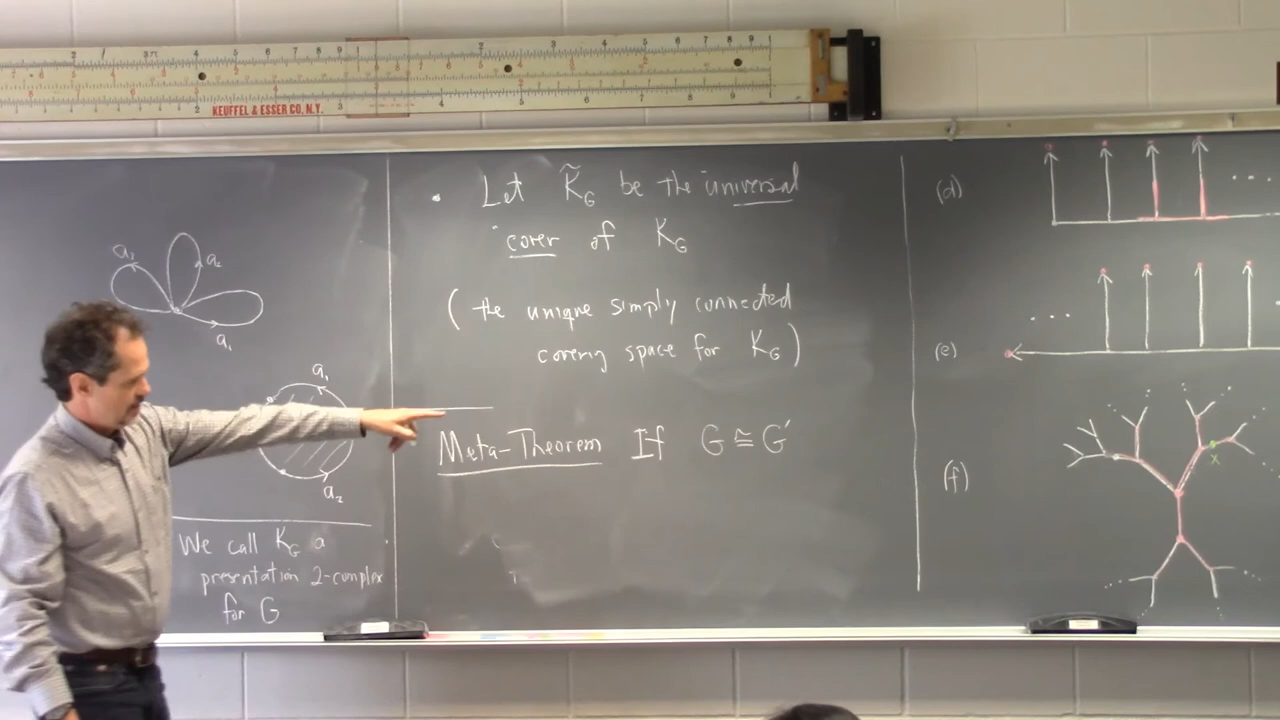 KEUFFEL & ESSER CO. N.Y.
a₂
a₁
a₁
a₂
We call K_G a
presentation 2-complex
for G
• Let K̃_G be the universal
cover of K_G
(the unique simply connected
covering space for K_G)
Meta-Theorem If G ≅ G'
(d)
....
(e)
....
(f)
x